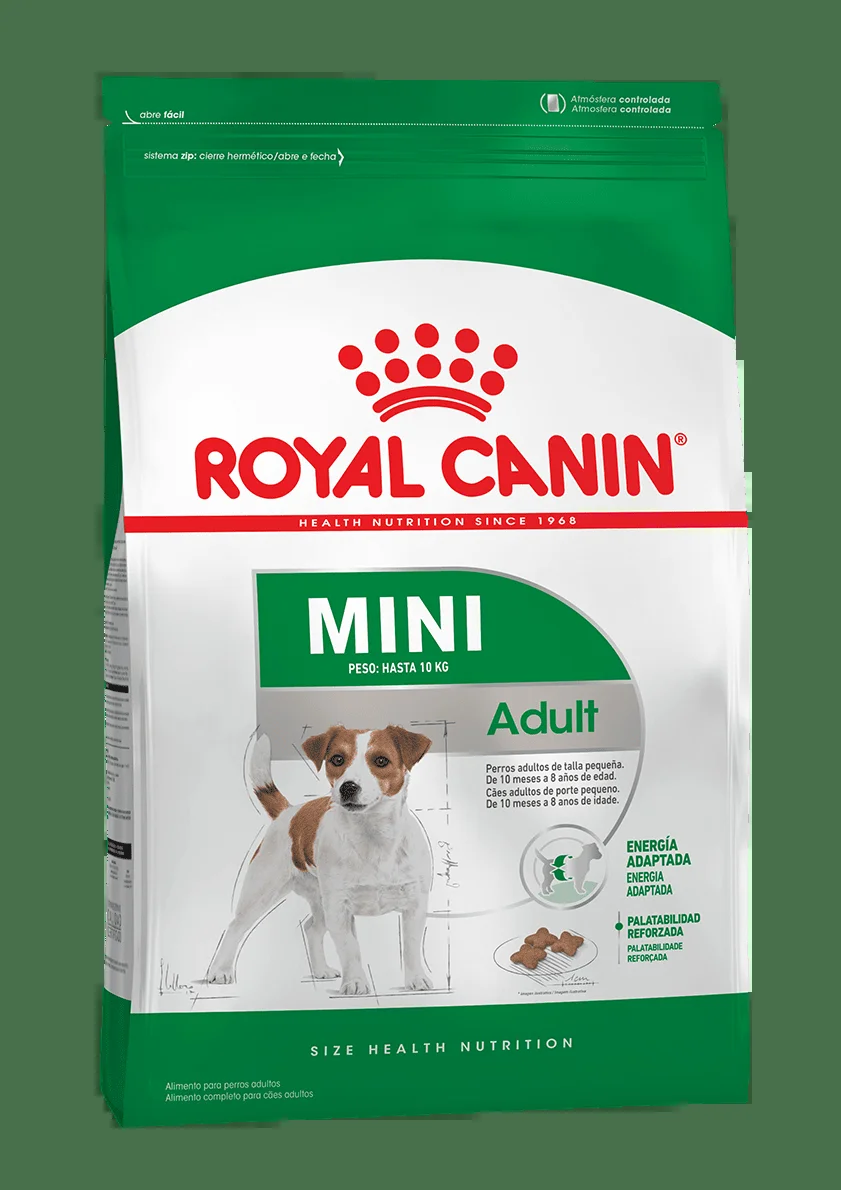 abre fácil
Atmósfera controlada
Atmosfera controlada
sistema zip: cierre hermético/abre e fecha
ROYAL CANIN®
HEALTH NUTRITION SINCE 1968
MINI
PESO: HASTA 10 KG
Adult
Perros adultos de talla pequeña.
De 10 meses a 8 años de edad.
Cães adultos de porte pequeno.
De 10 meses a 8 anos de idade.
ENERGÍA
ADAPTADA
ENERGIA
ADAPTADA
PALATABILIDAD
REFORZADA
PALATABILIDADE
REFORÇADA
1cm
SIZE HEALTH NUTRITION
Alimento para perros adultos
Alimento completo para cães adultos